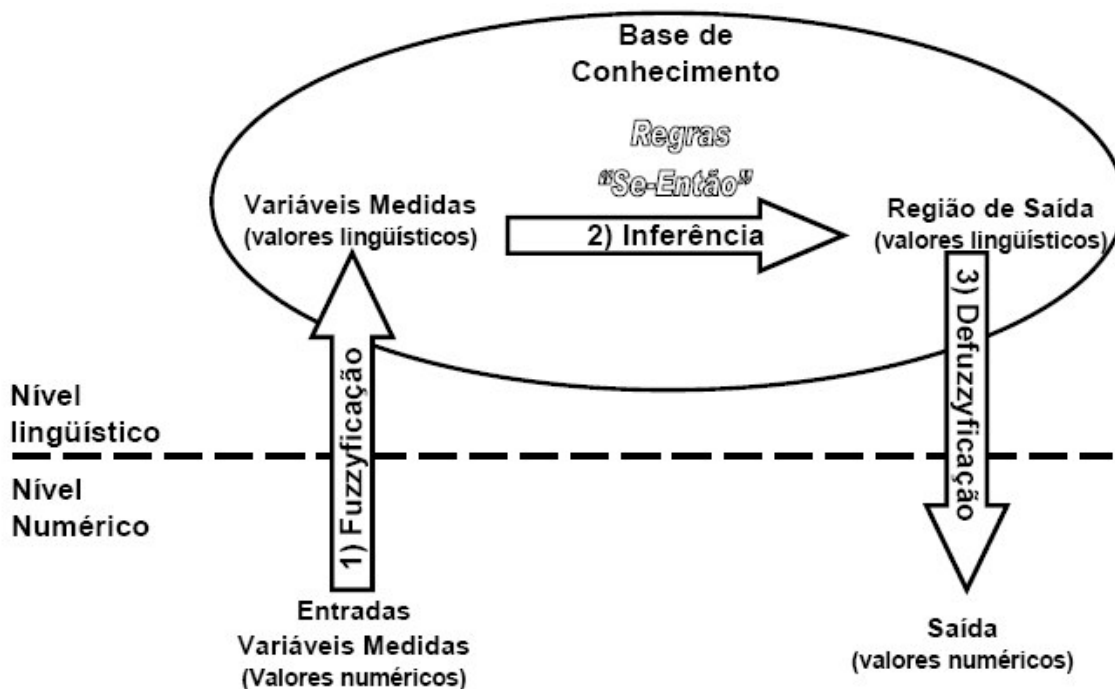 Base de
Conhecimento
Regras
“Se-Então”
Variáveis Medidas
(valores lingüísticos)
2) Inferência
Região de Saída
(valores lingüísticos)
1) Fuzzyficação
3) Defuzzyficação
Nível
lingüístico
Nível
Numérico
Entradas
Variáveis Medidas
(Valores numéricos)
Saída
(valores numéricos)